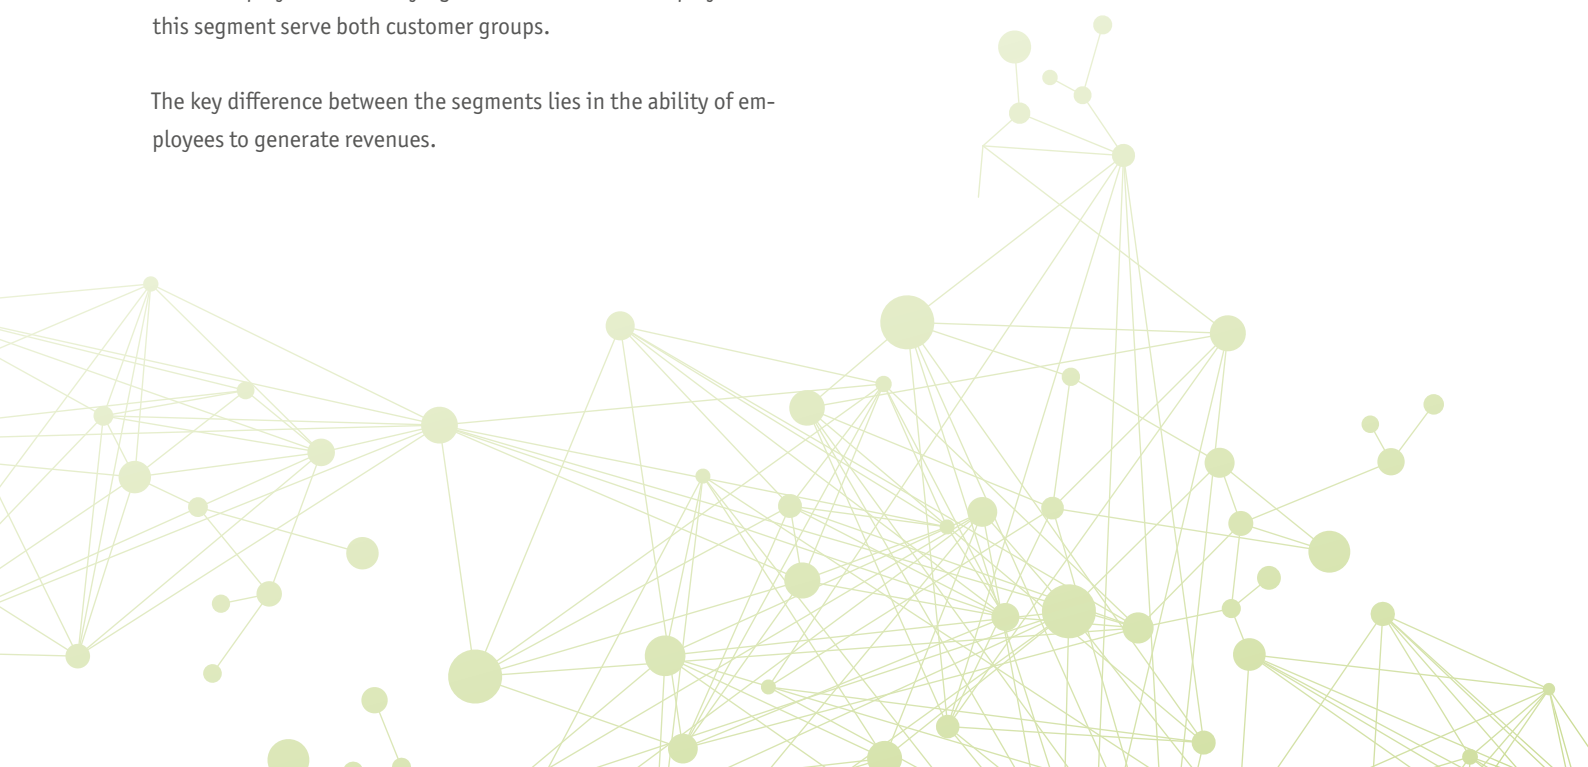 this segment serve both customer groups.
The key difference between the segments lies in the ability of em-
ployees to generate revenues.